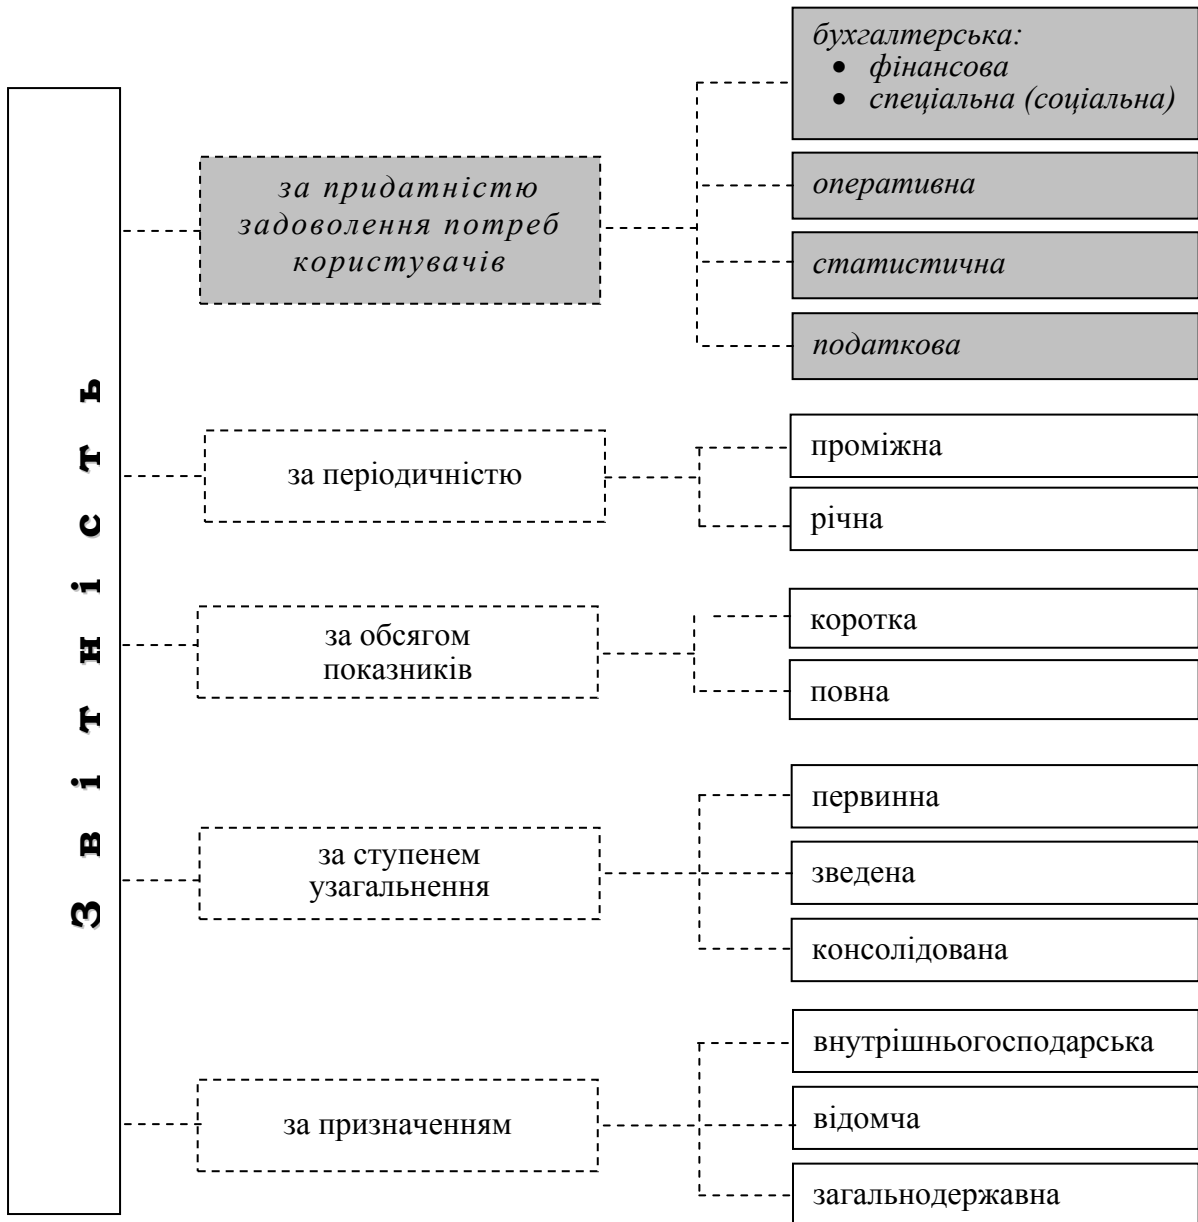 Звітність
за придатністю
задоволення потреб
користувачів
бухгалтерська:
• фінансова
• спеціальна (соціальна)
оперативна
статистична
податкова
за періодичністю
проміжна
річна
за обсягом
показників
коротка
повна
за ступенем
узагальнення
первинна
зведена
консолідована
за призначенням
внутрішньогосподарська
відомча
загальнодержавна